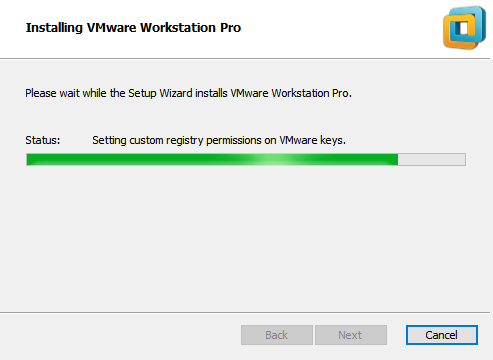 Installing VMware Workstation Pro
Please wait while the Setup Wizard installs VMware Workstation Pro.
Status: Setting custom registry permissions on VMware keys.
Back Next Cancel